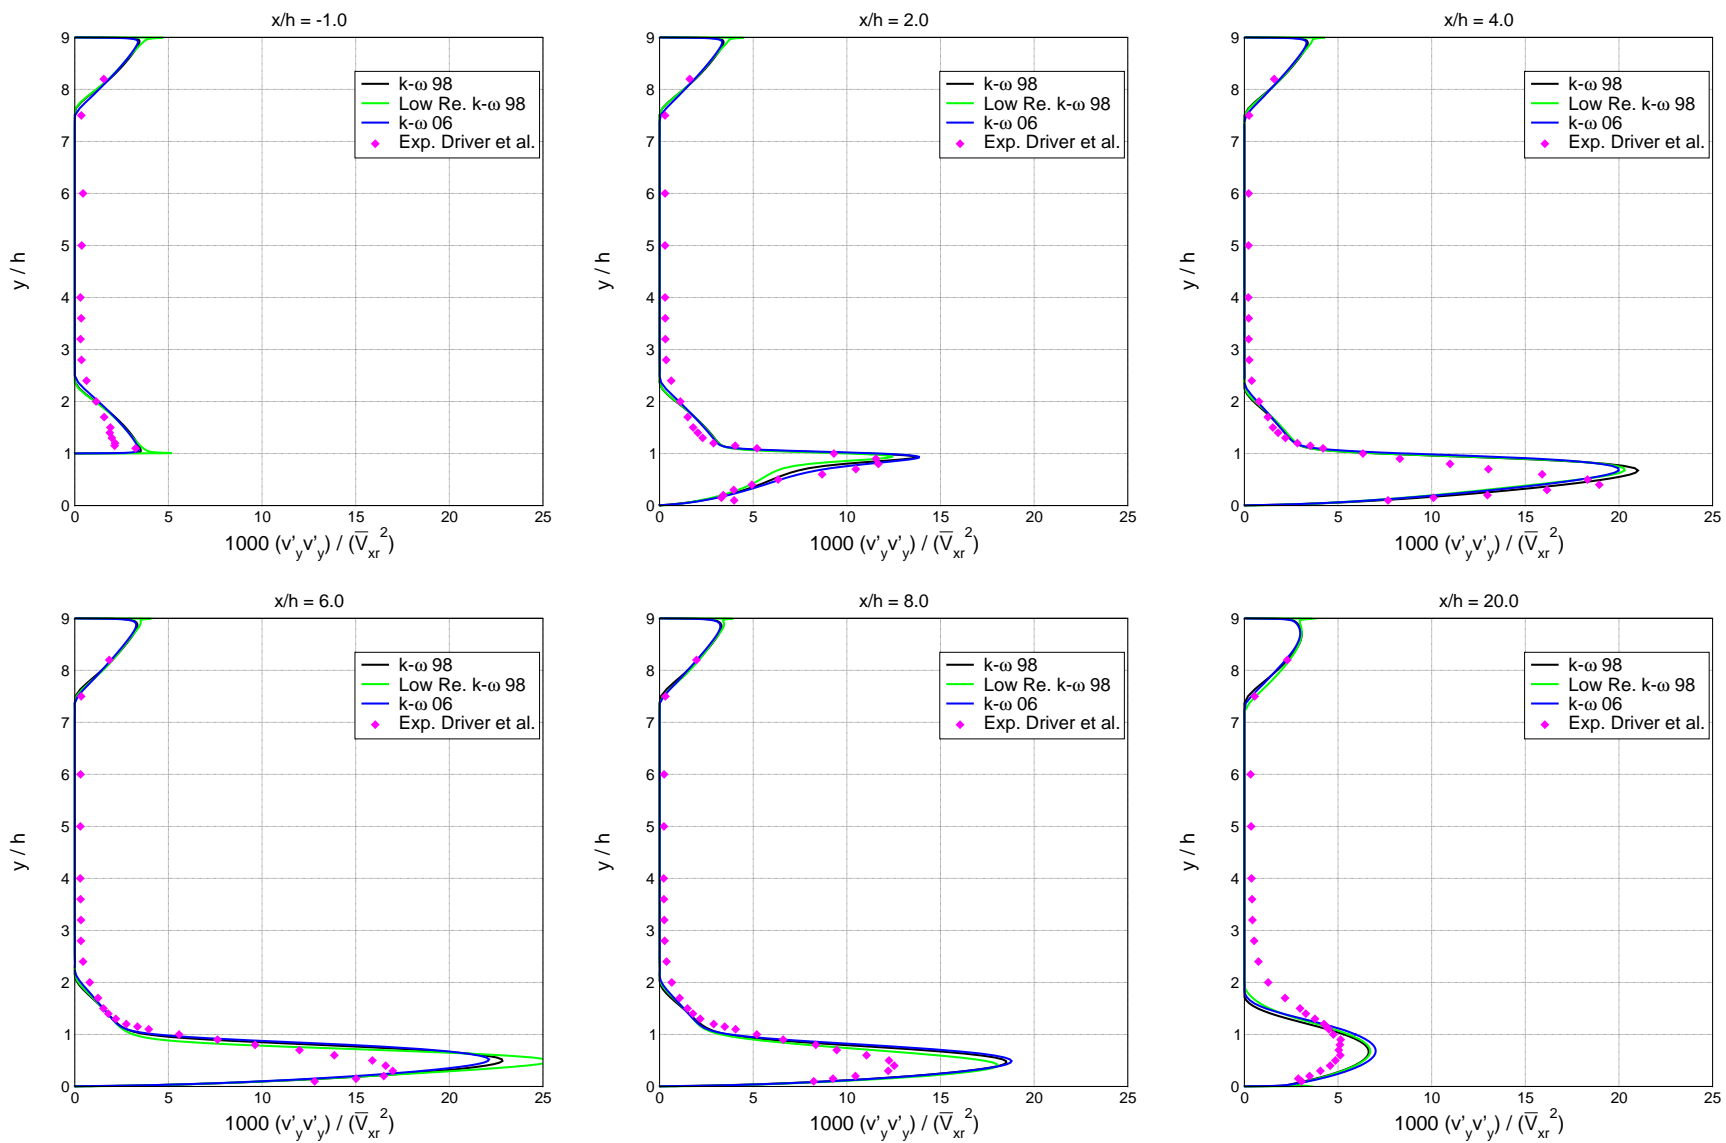 x/h = -1.0
9
8
7
6
5
4
3
2
1
0
y / h
0 5 10 15 20 25
1000 (v'yv'y) / (V̅xr²)
k-ω 98
Low Re. k-ω 98
k-ω 06
Exp. Driver et al.
x/h = 2.0
9
8
7
6
5
4
3
2
1
0
y / h
0 5 10 15 20 25
1000 (v'yv'y) / (V̅xr²)
k-ω 98
Low Re. k-ω 98
k-ω 06
Exp. Driver et al.
x/h = 4.0
9
8
7
6
5
4
3
2
1
0
y / h
0 5 10 15 20 25
1000 (v'yv'y) / (V̅xr²)
k-ω 98
Low Re. k-ω 98
k-ω 06
Exp. Driver et al.
x/h = 6.0
9
8
7
6
5
4
3
2
1
0
y / h
0 5 10 15 20 25
1000 (v'yv'y) / (V̅xr²)
k-ω 98
Low Re. k-ω 98
k-ω 06
Exp. Driver et al.
x/h = 8.0
9
8
7
6
5
4
3
2
1
0
y / h
0 5 10 15 20 25
1000 (v'yv'y) / (V̅xr²)
k-ω 98
Low Re. k-ω 98
k-ω 06
Exp. Driver et al.
x/h = 20.0
9
8
7
6
5
4
3
2
1
0
y / h
0 5 10 15 20 25
1000 (v'yv'y) / (V̅xr²)
k-ω 98
Low Re. k-ω 98
k-ω 06
Exp. Driver et al.